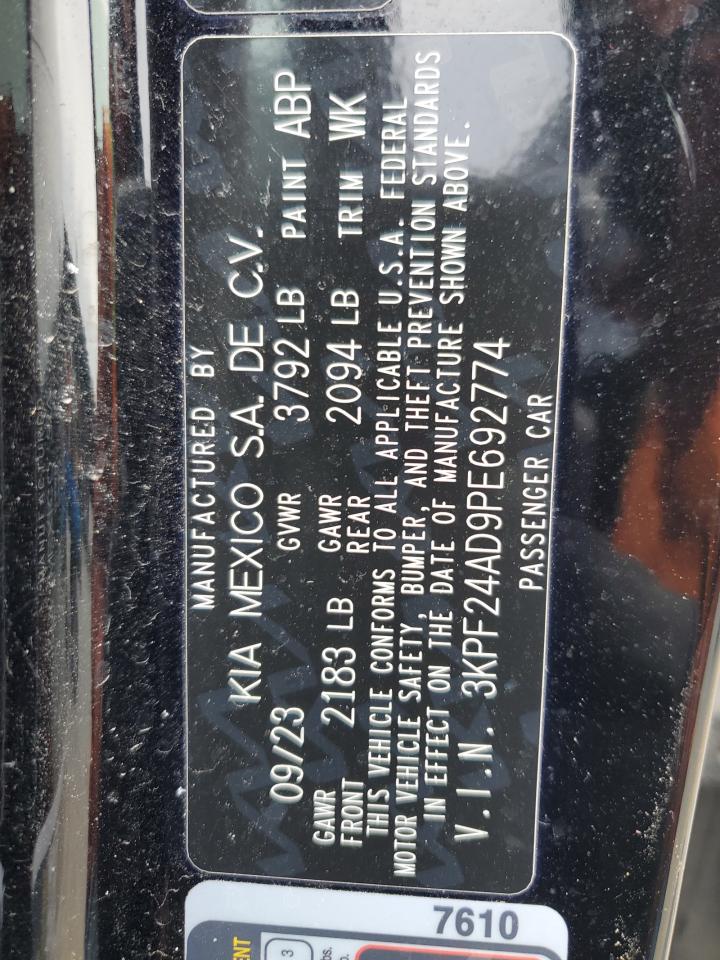 MANUFACTURED BY
KIA MEXICO S.A. DE C.V.
09/23 GVWR 3792 LB PAINT ABP
GAWR FRONT 2183 LB GAWR REAR 2094 LB TRIM WK
THIS VEHICLE CONFORMS TO ALL APPLICABLE U.S.A. FEDERAL
MOTOR VEHICLE SAFETY, BUMPER, AND THEFT PREVENTION STANDARDS
IN EFFECT ON THE DATE OF MANUFACTURE SHOWN ABOVE.
V.I.N. 3KPF24AD9PE692774
PASSENGER CAR
7610
3